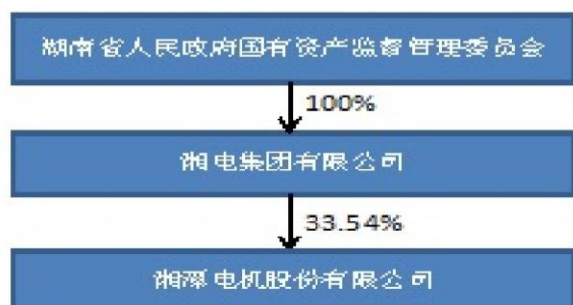 湖南省人民政府国有资产监督管理委员会
100%
湘电集团有限公司
33.54%
湘潭电机股份有限公司